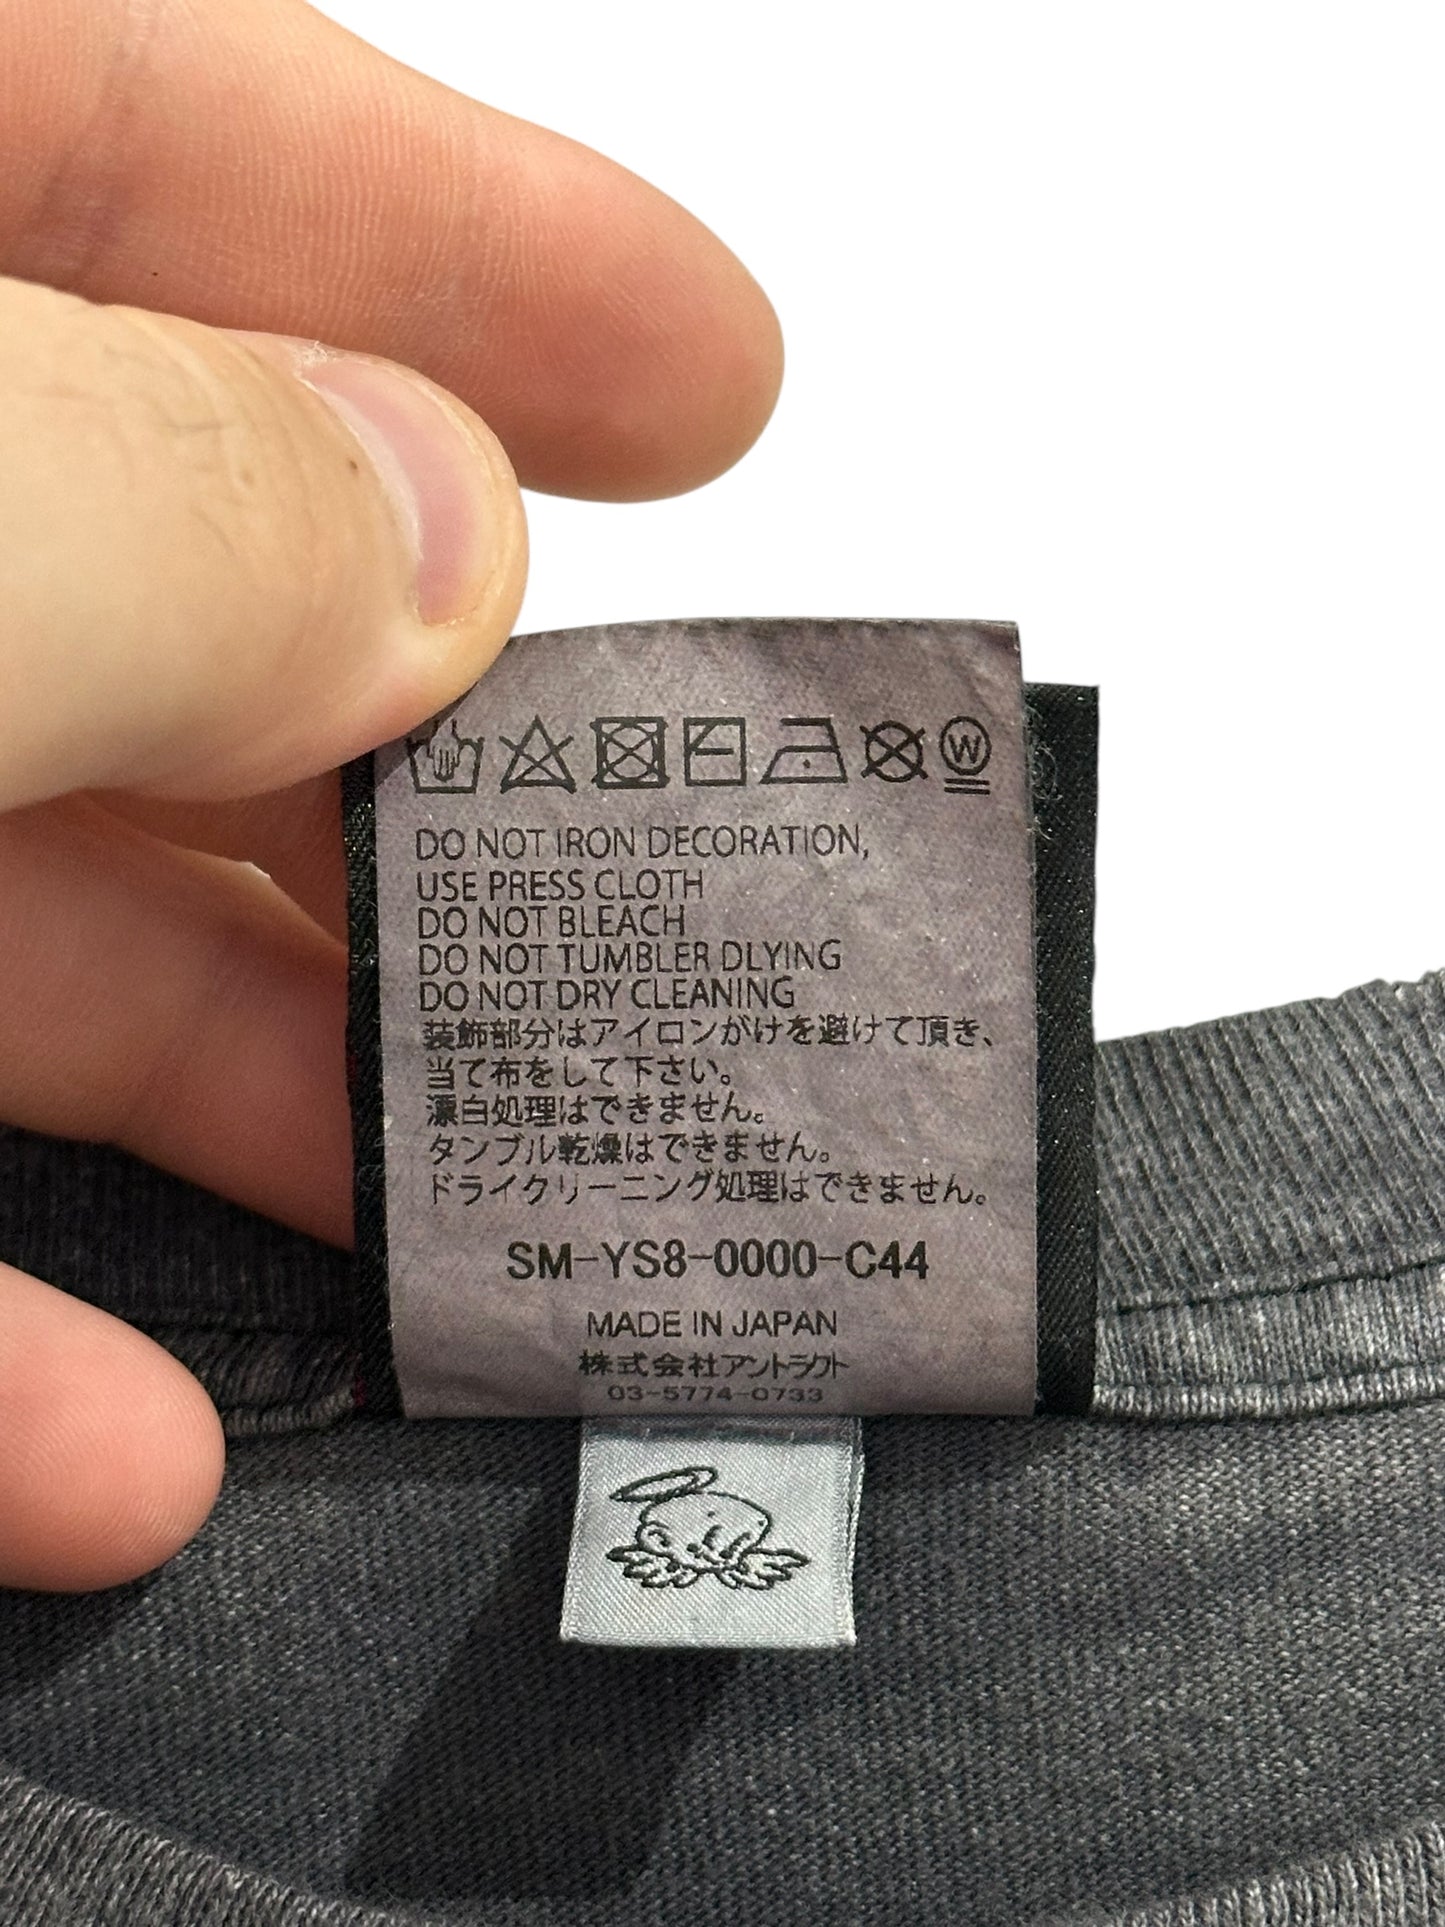 W
DO NOT IRON DECORATION,
USE PRESS CLOTH
DO NOT BLEACH
DO NOT TUMBLER DLYING
DO NOT DRY CLEANING
装飾部分はアイロンがけを避けて頂き、
当て布をして下さい。
漂白処理はできません。
タンブル乾燥はできません。
ドライクリーニング処理はできません。
SM-YS8-0000-C44
MADE IN JAPAN
株式会社アントラクト
03-5774-0733